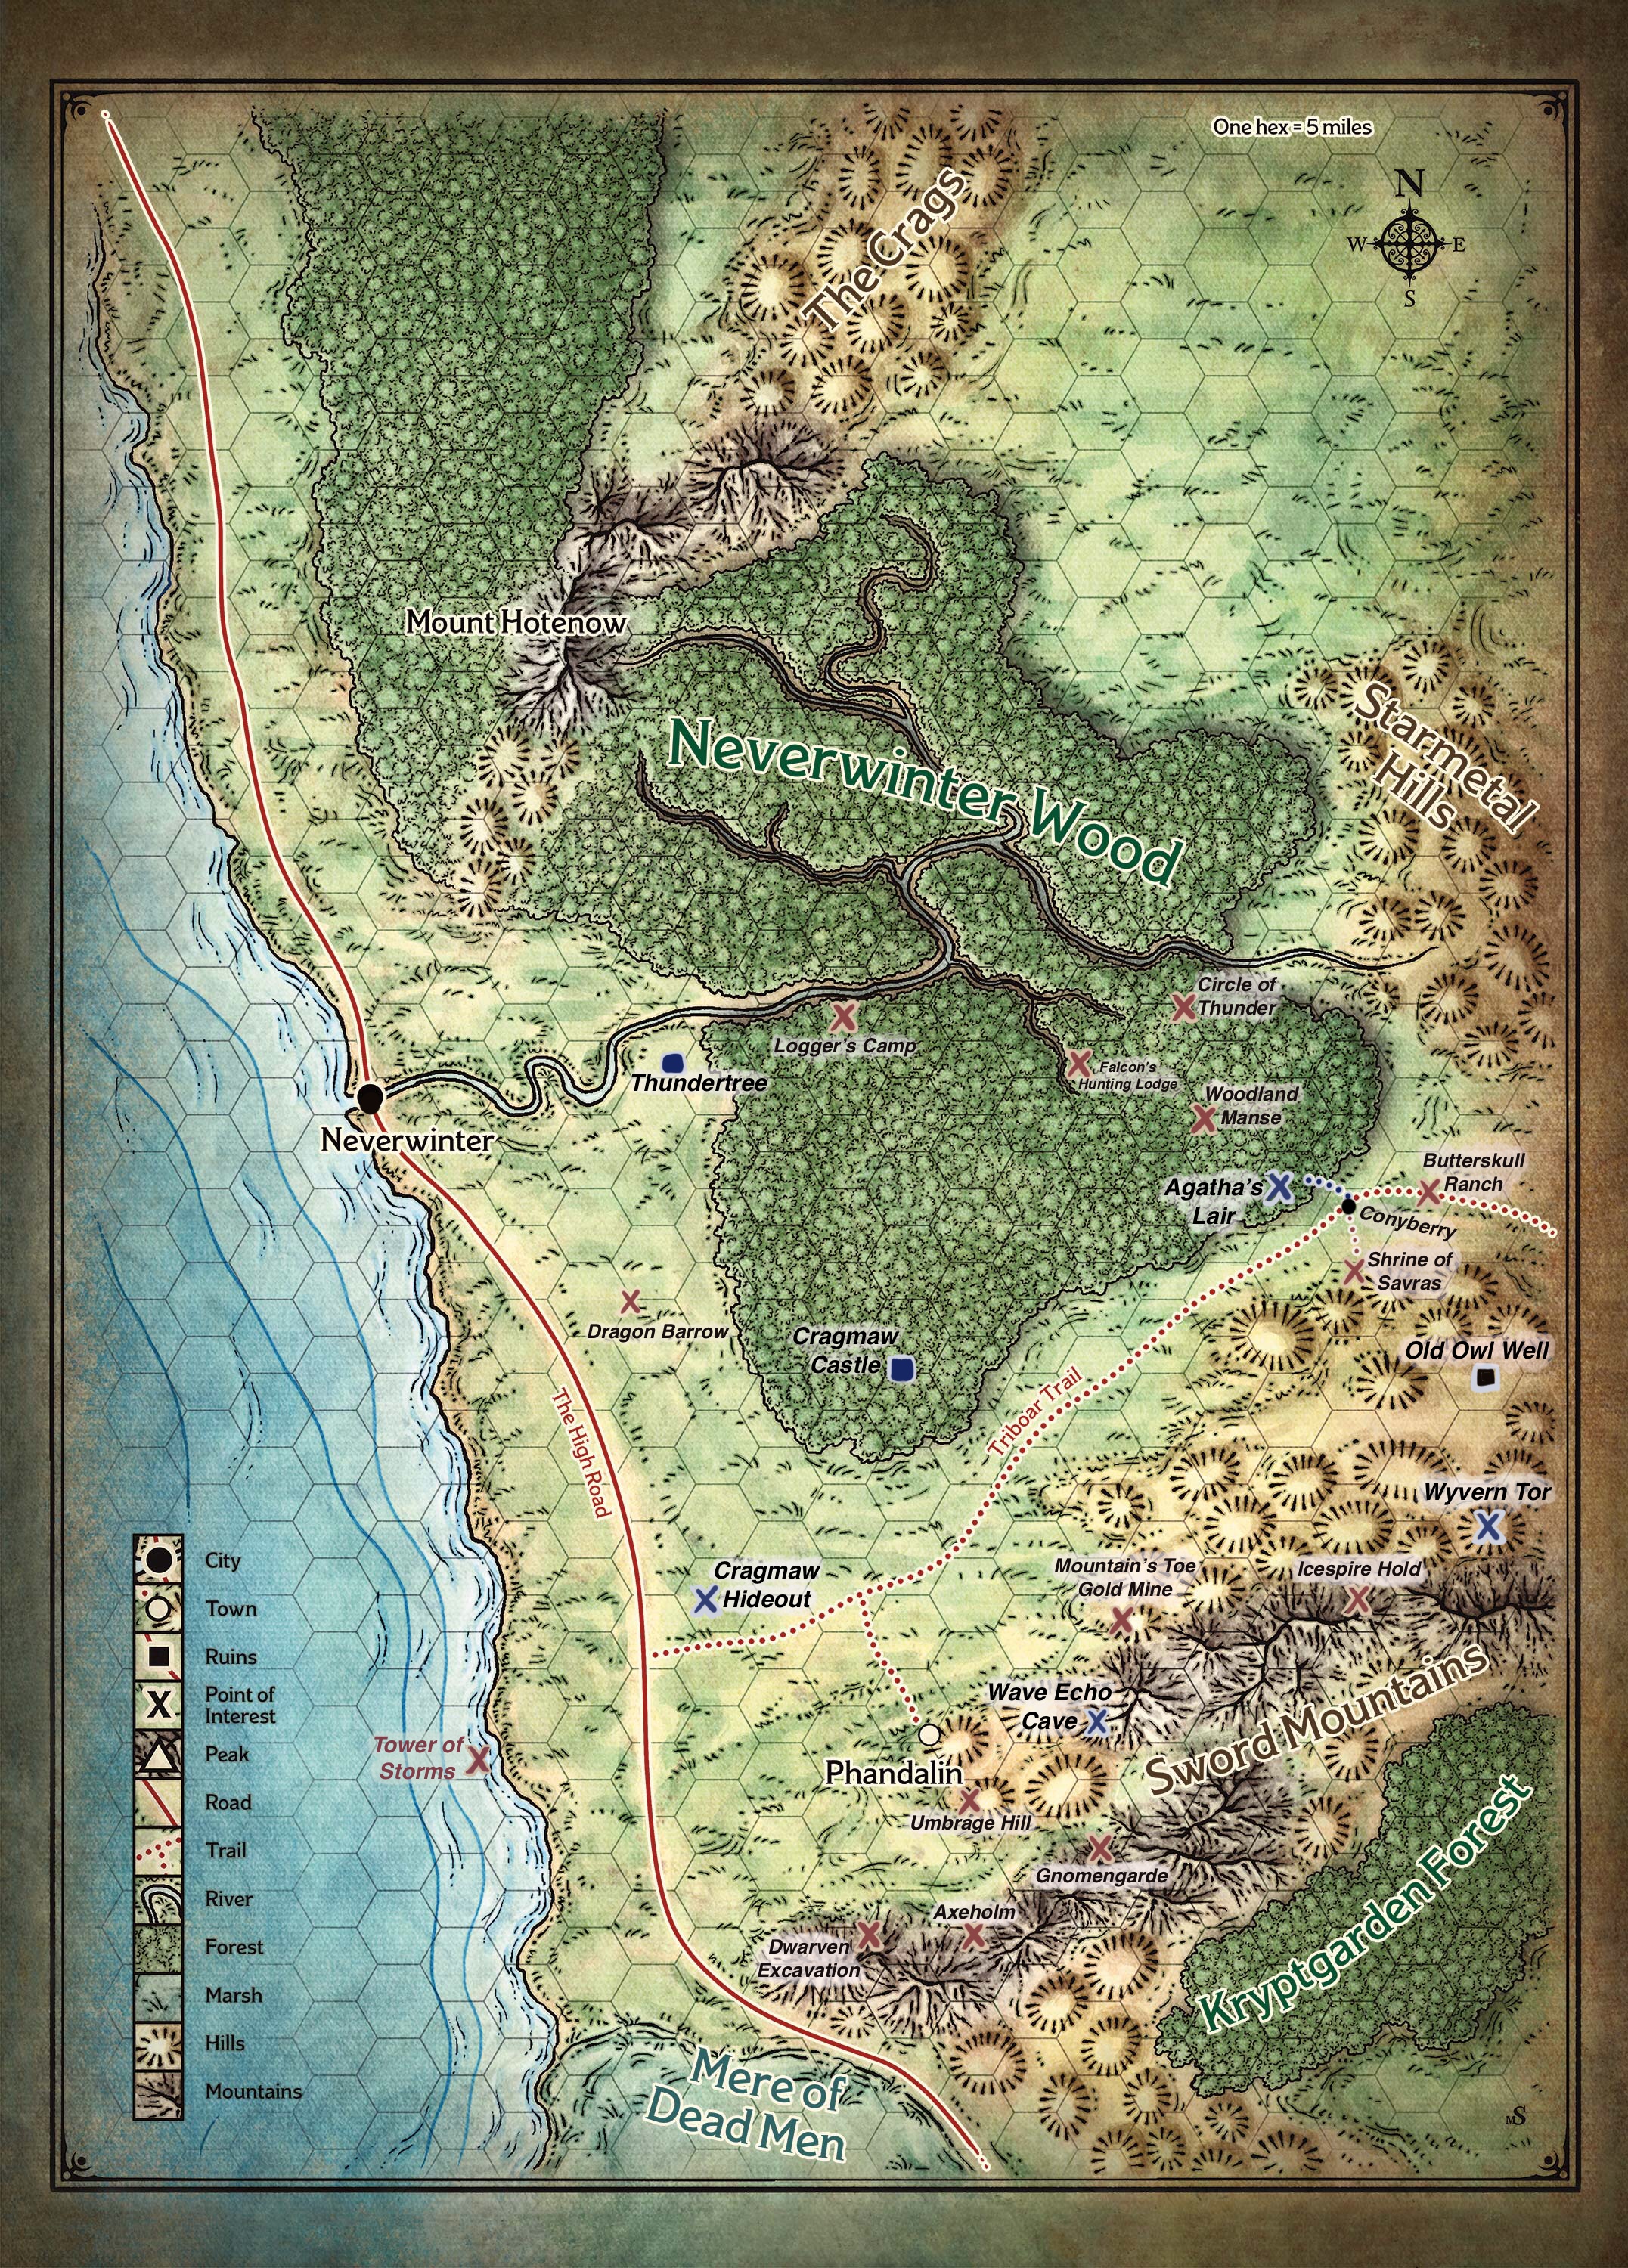 One hex = 5 miles
N
W
E
S
The Crags
Mount Hotenow
Neverwinter Wood
Starmetal
Hills
Circle of
Thunder
Logger's Camp
Thundertree
Falcon's
Hunting Lodge
Woodland
Manse
Neverwinter
Butterskull
Ranch
Agatha's
Lair
Conyberry
Shrine of
Savras
Dragon Barrow
Cragmaw
Castle
Old Owl Well
The High Road
Triboar Trail
Wyvern Tor
Cragmaw
Hideout
Mountain's Toe
Gold Mine
Icespire Hold
Wave Echo
Cave
Sword Mountains
Tower of
Storms
Phandalin
Umbrage Hill
Gnomengarde
Axeholm
Dwarven
Excavation
Kryptgarden Forest
Mere of
Dead Men
City
Town
Ruins
Point of
Interest
Peak
Road
Trail
River
Forest
Marsh
Hills
Mountains
MS